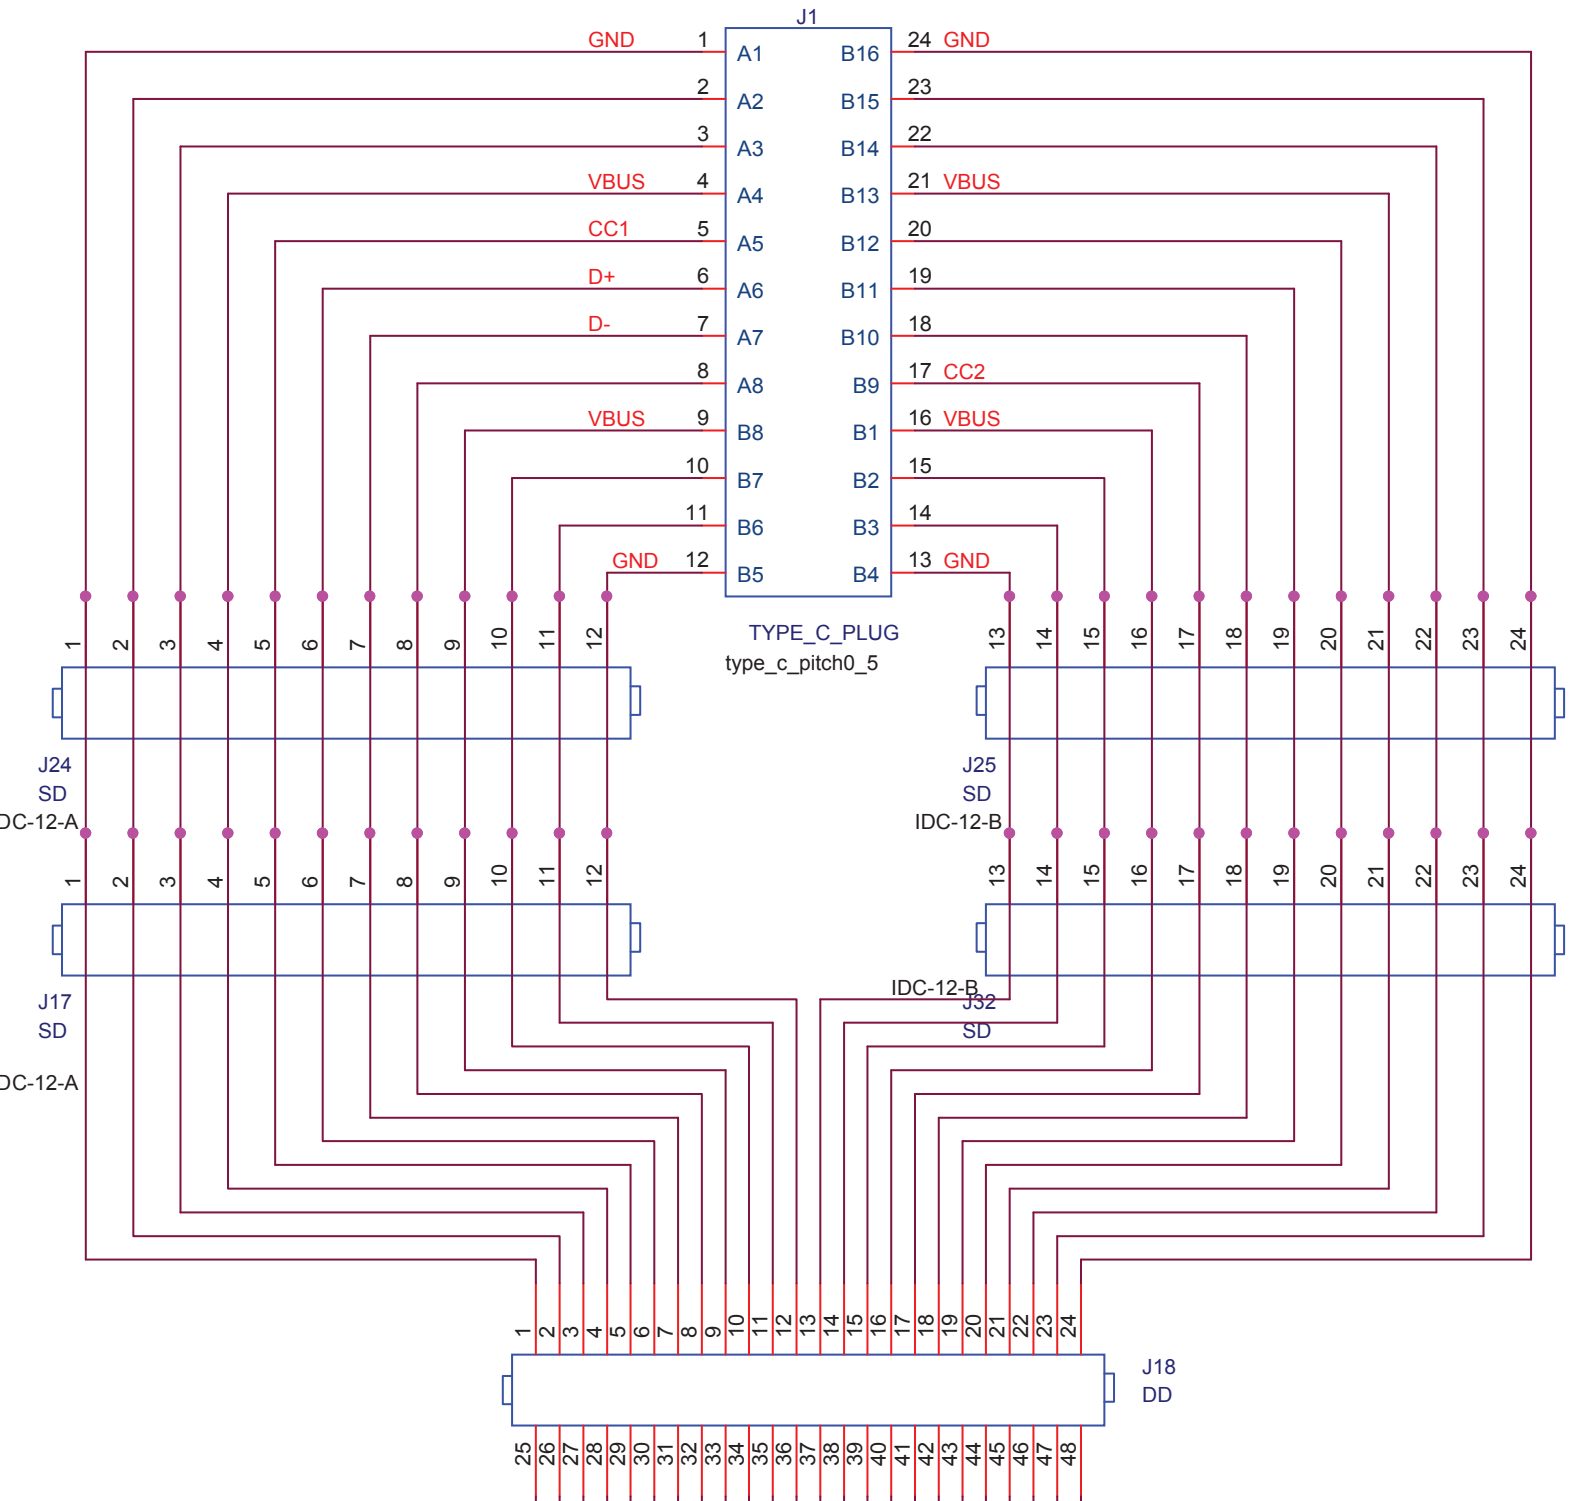 J1
GND 1 A1 B16 24 GND
2 A2 B15 23
3 A3 B14 22
VBUS 4 A4 B13 21 VBUS
CC1 5 A5 B12 20
D+ 6 A6 B11 19
D- 7 A7 B10 18
8 A8 B9 17 CC2
VBUS 9 B8 B1 16 VBUS
10 B7 B2 15
11 B6 B3 14
GND 12 B5 B4 13 GND
TYPE_C_PLUG
type_c_pitch0_5
1 2 3 4 5 6 7 8 9 10 11 12 13 14 15 16 17 18 19 20 21 22 23 24
J24 J25
SD SD
DC-12-A IDC-12-B
1 2 3 4 5 6 7 8 9 10 11 12 13 14 15 16 17 18 19 20 21 22 23 24
IDC-12-B
J17 J32
SD SD
DC-12-A
1 2 3 4 5 6 7 8 9 10 11 12 13 14 15 16 17 18 19 20 21 22 23 24
J18
DD
25 26 27 28 29 30 31 32 33 34 35 36 37 38 39 40 41 42 43 44 45 46 47 48